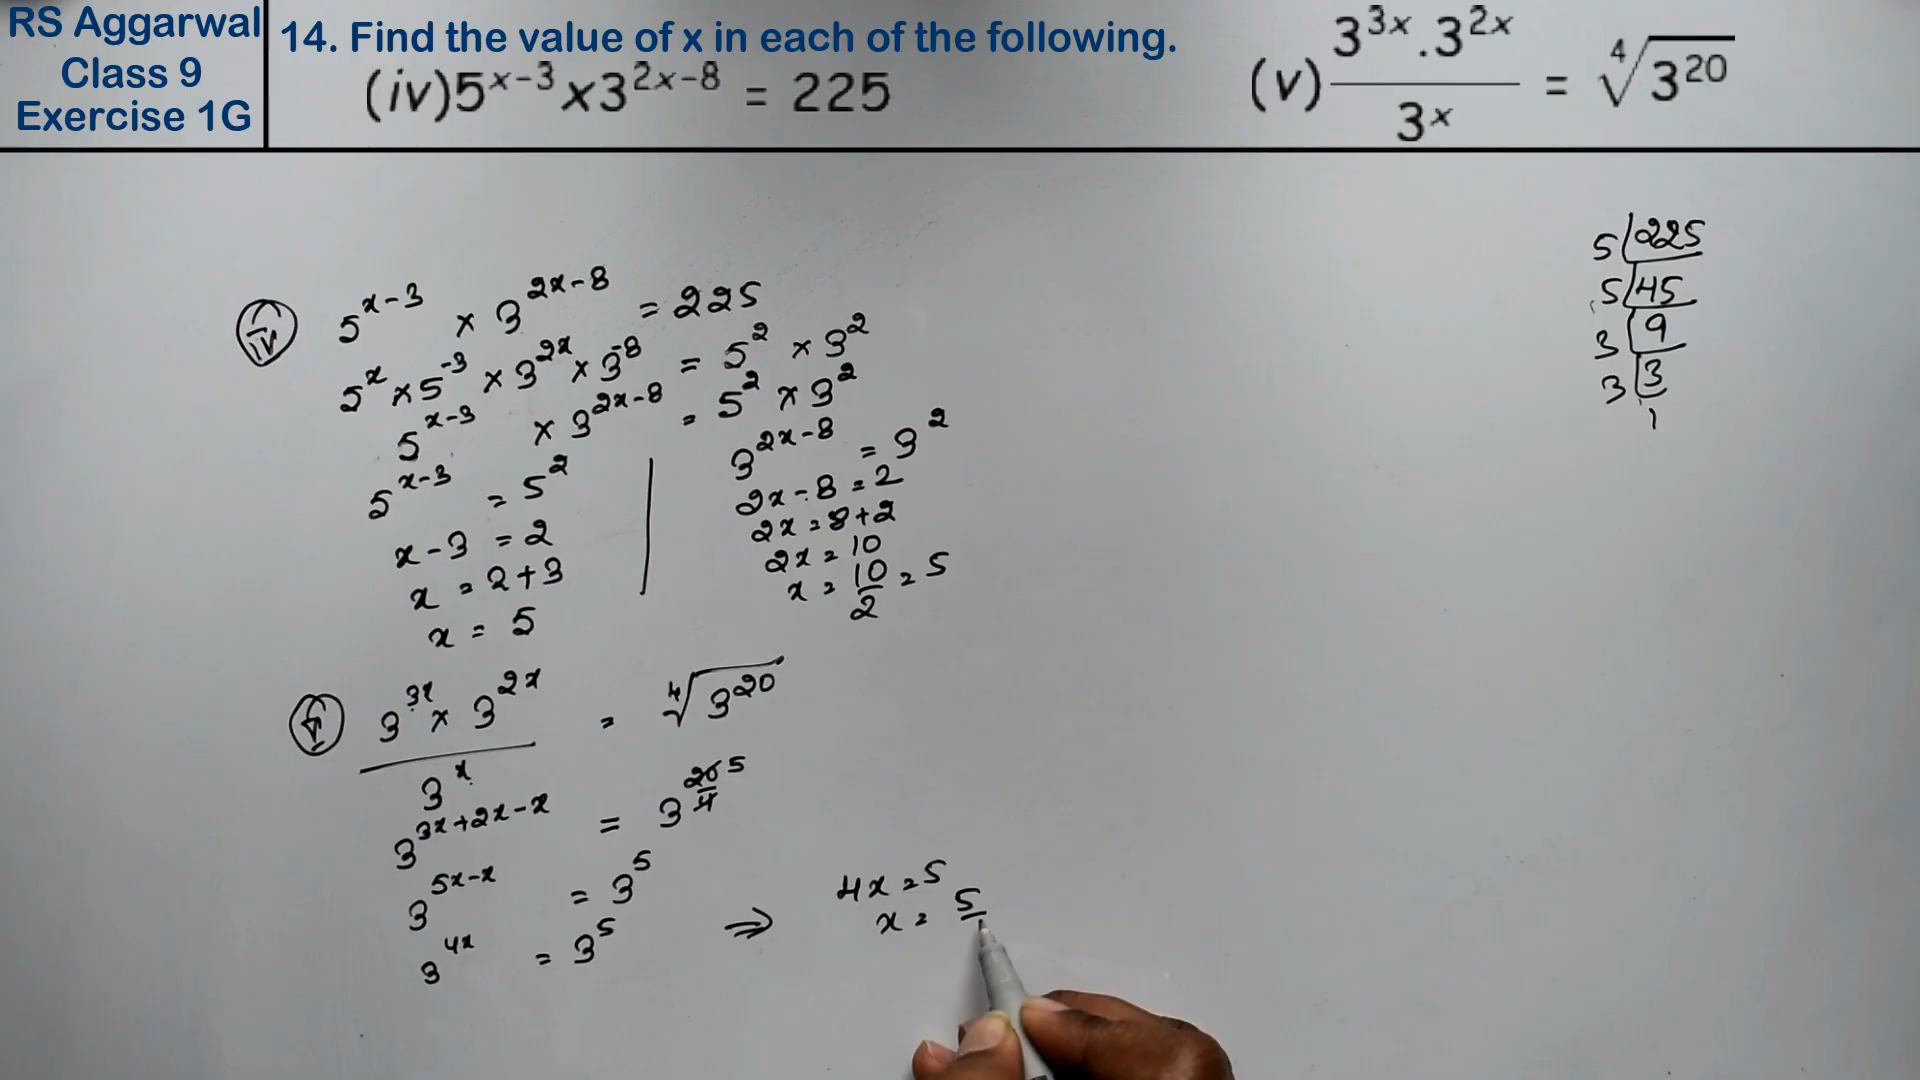 RS Aggarwal
Class 9
Exercise 1G
14. Find the value of x in each of the following.
(iv) 5^{x-3} x 3^{2x-8} = 225
(v) \frac{3^{3x} . 3^{2x}}{3^x} = \sqrt[4]{3^{20}}
5 | 225
5 | 45
3 | 9
3 | 3
1
(iv) 5^{x-3} × 3^{2x-8} = 225
5^x × 5^{-3} × 3^{2x} × 3^{-8} = 5^2 × 3^2
5^{x-3} × 3^{2x-8} = 5^2 × 3^2
5^{x-3} = 5^2
x-3 = 2
x = 2+3
x = 5
3^{2x-8} = 3^2
2x-8 = 2
2x = 8+2
2x = 10
x = \frac{10}{2} = 5
(v) \frac{3^{3x} × 3^{2x}}{3^x} = \sqrt[4]{3^{20}}
3^{3x+2x-x} = 3^{\frac{20}{4} 5}
3^{5x-x} = 3^5
3^{4x} = 3^5 ⇒ 4x = 5
x = 5